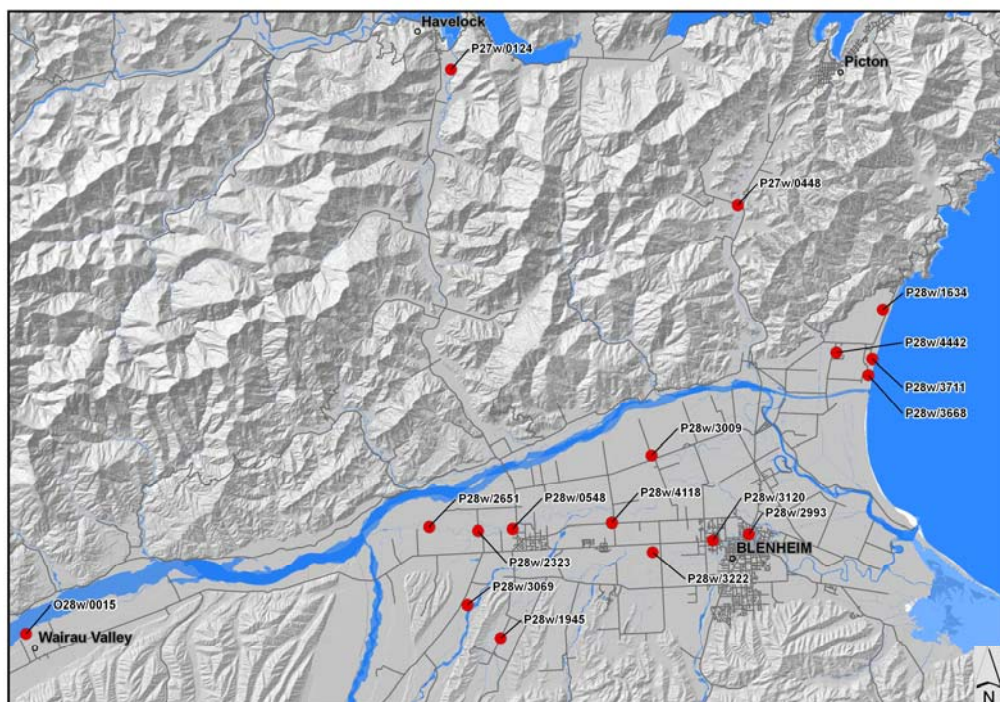 Havelock
P27w/0124
Picton
P27w/0448
P28w/1634
P28w/4442
P28w/3711
P28w/3668
P28w/3009
P28w/2651
P28w/0548
P28w/4118
P28w/3120
P28w/2993
BLENHEIM
P28w/2323
P28w/3222
P28w/3069
O28w/0015
P28w/1945
Wairau Valley
N